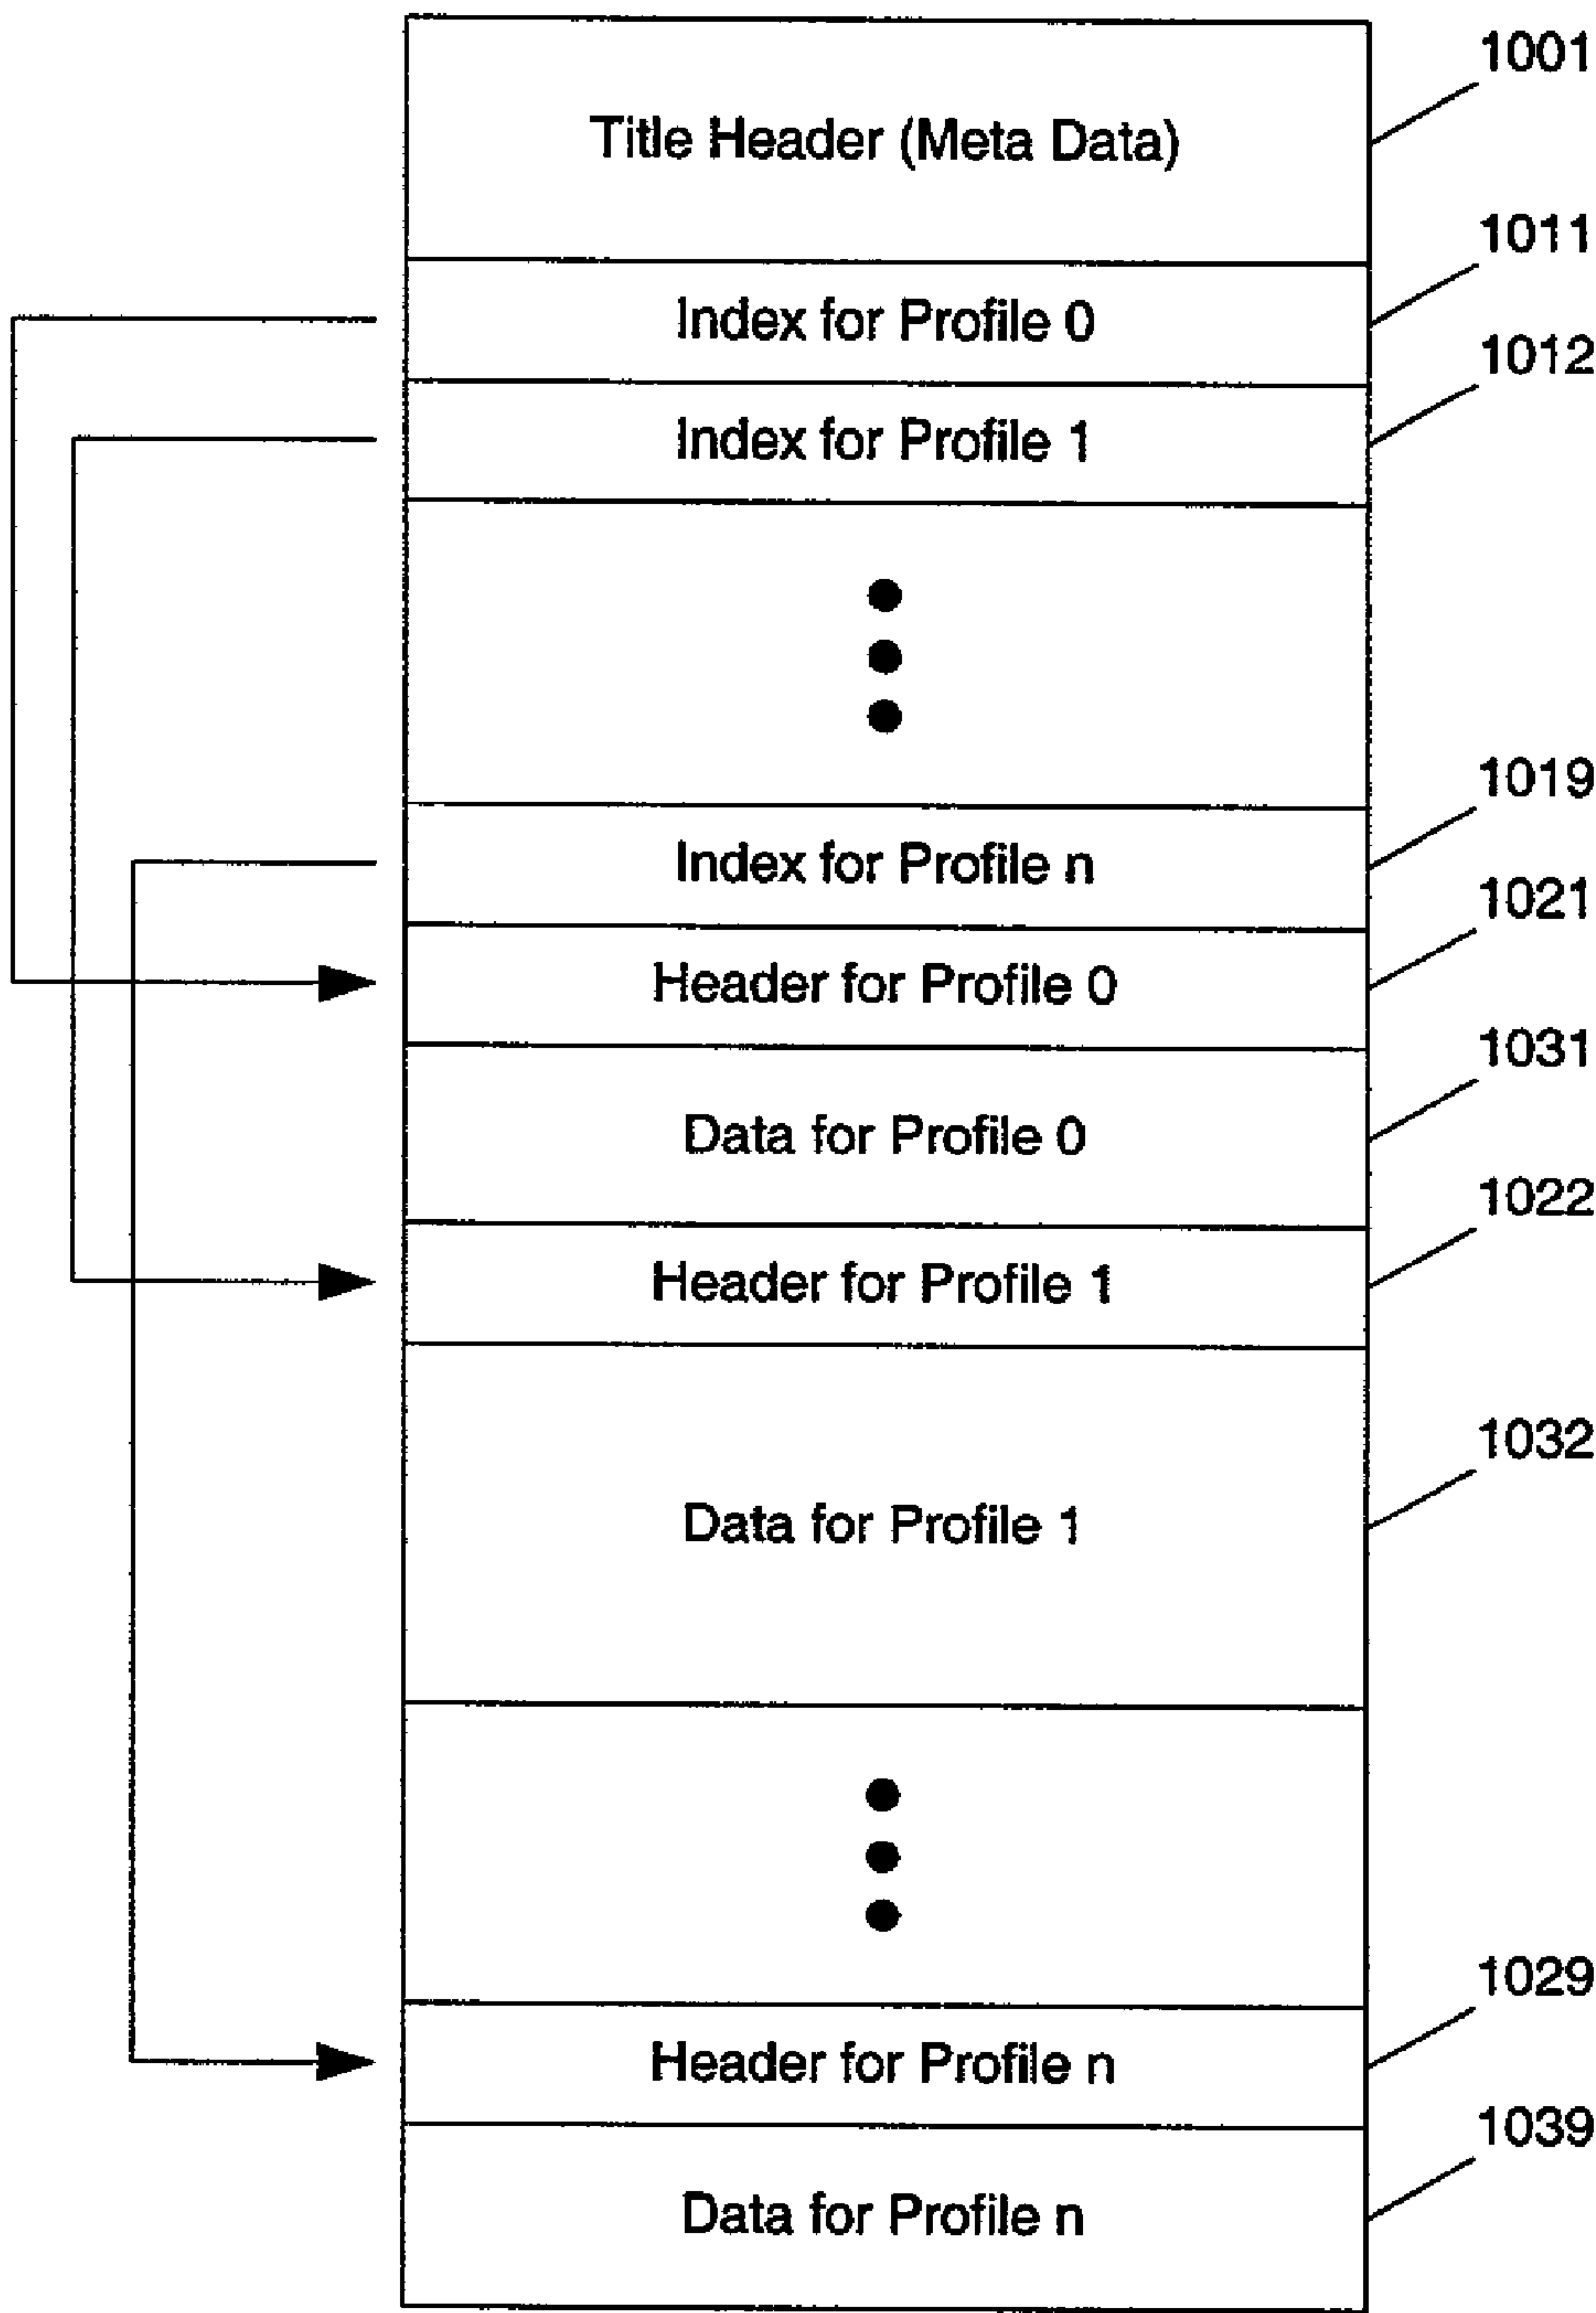 1001
Title Header (Meta Data)
1011
Index for Profile 0
1012
Index for Profile 1
1019
Index for Profile n
1021
Header for Profile 0
1031
Data for Profile 0
1022
Header for Profile 1
1032
Data for Profile 1
1029
Header for Profile n
1039
Data for Profile n